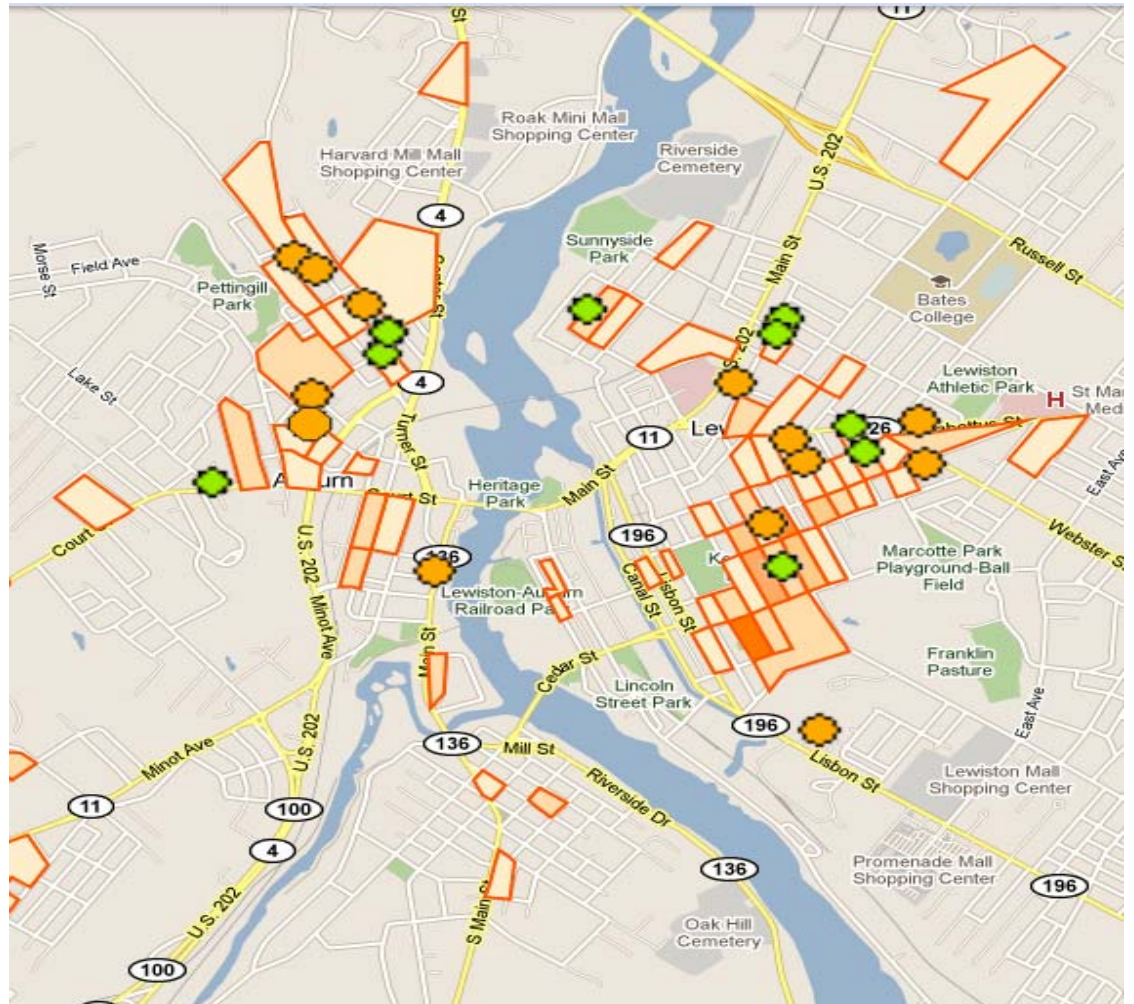 St
11
Roak Mini Mall
Shopping Center
Harvard Mill Mall
Shopping Center
Riverside
Cemetery
U.S. 202
4
Sunnyside
Park
Russell St
Morse St
Field Ave
Pettingill
Park
Main St
Bates
College
Lake St
4
Lewiston
Athletic Park
H
St
Turner St
11
Court St
Heritage
Park
Main St
East Ave
Court
U.S. 202
196
Webster
Marcotte Park
Playground-Ball
Field
136
Lewiston-Auburn
Railroad Park
Canal St
Lisbon St
Minot Ave
Main St
Cedar St
Franklin
Pasture
Lincoln
Street Park
East Ave
U.S. 202
Minot Ave
136
Mill St
196
Lisbon St
Riverside Dr
Lewiston Mall
Shopping Center
11
100
4
Promenade Mall
Shopping Center
136
196
U.S. 202
S Main St
Oak Hill
Cemetery
100